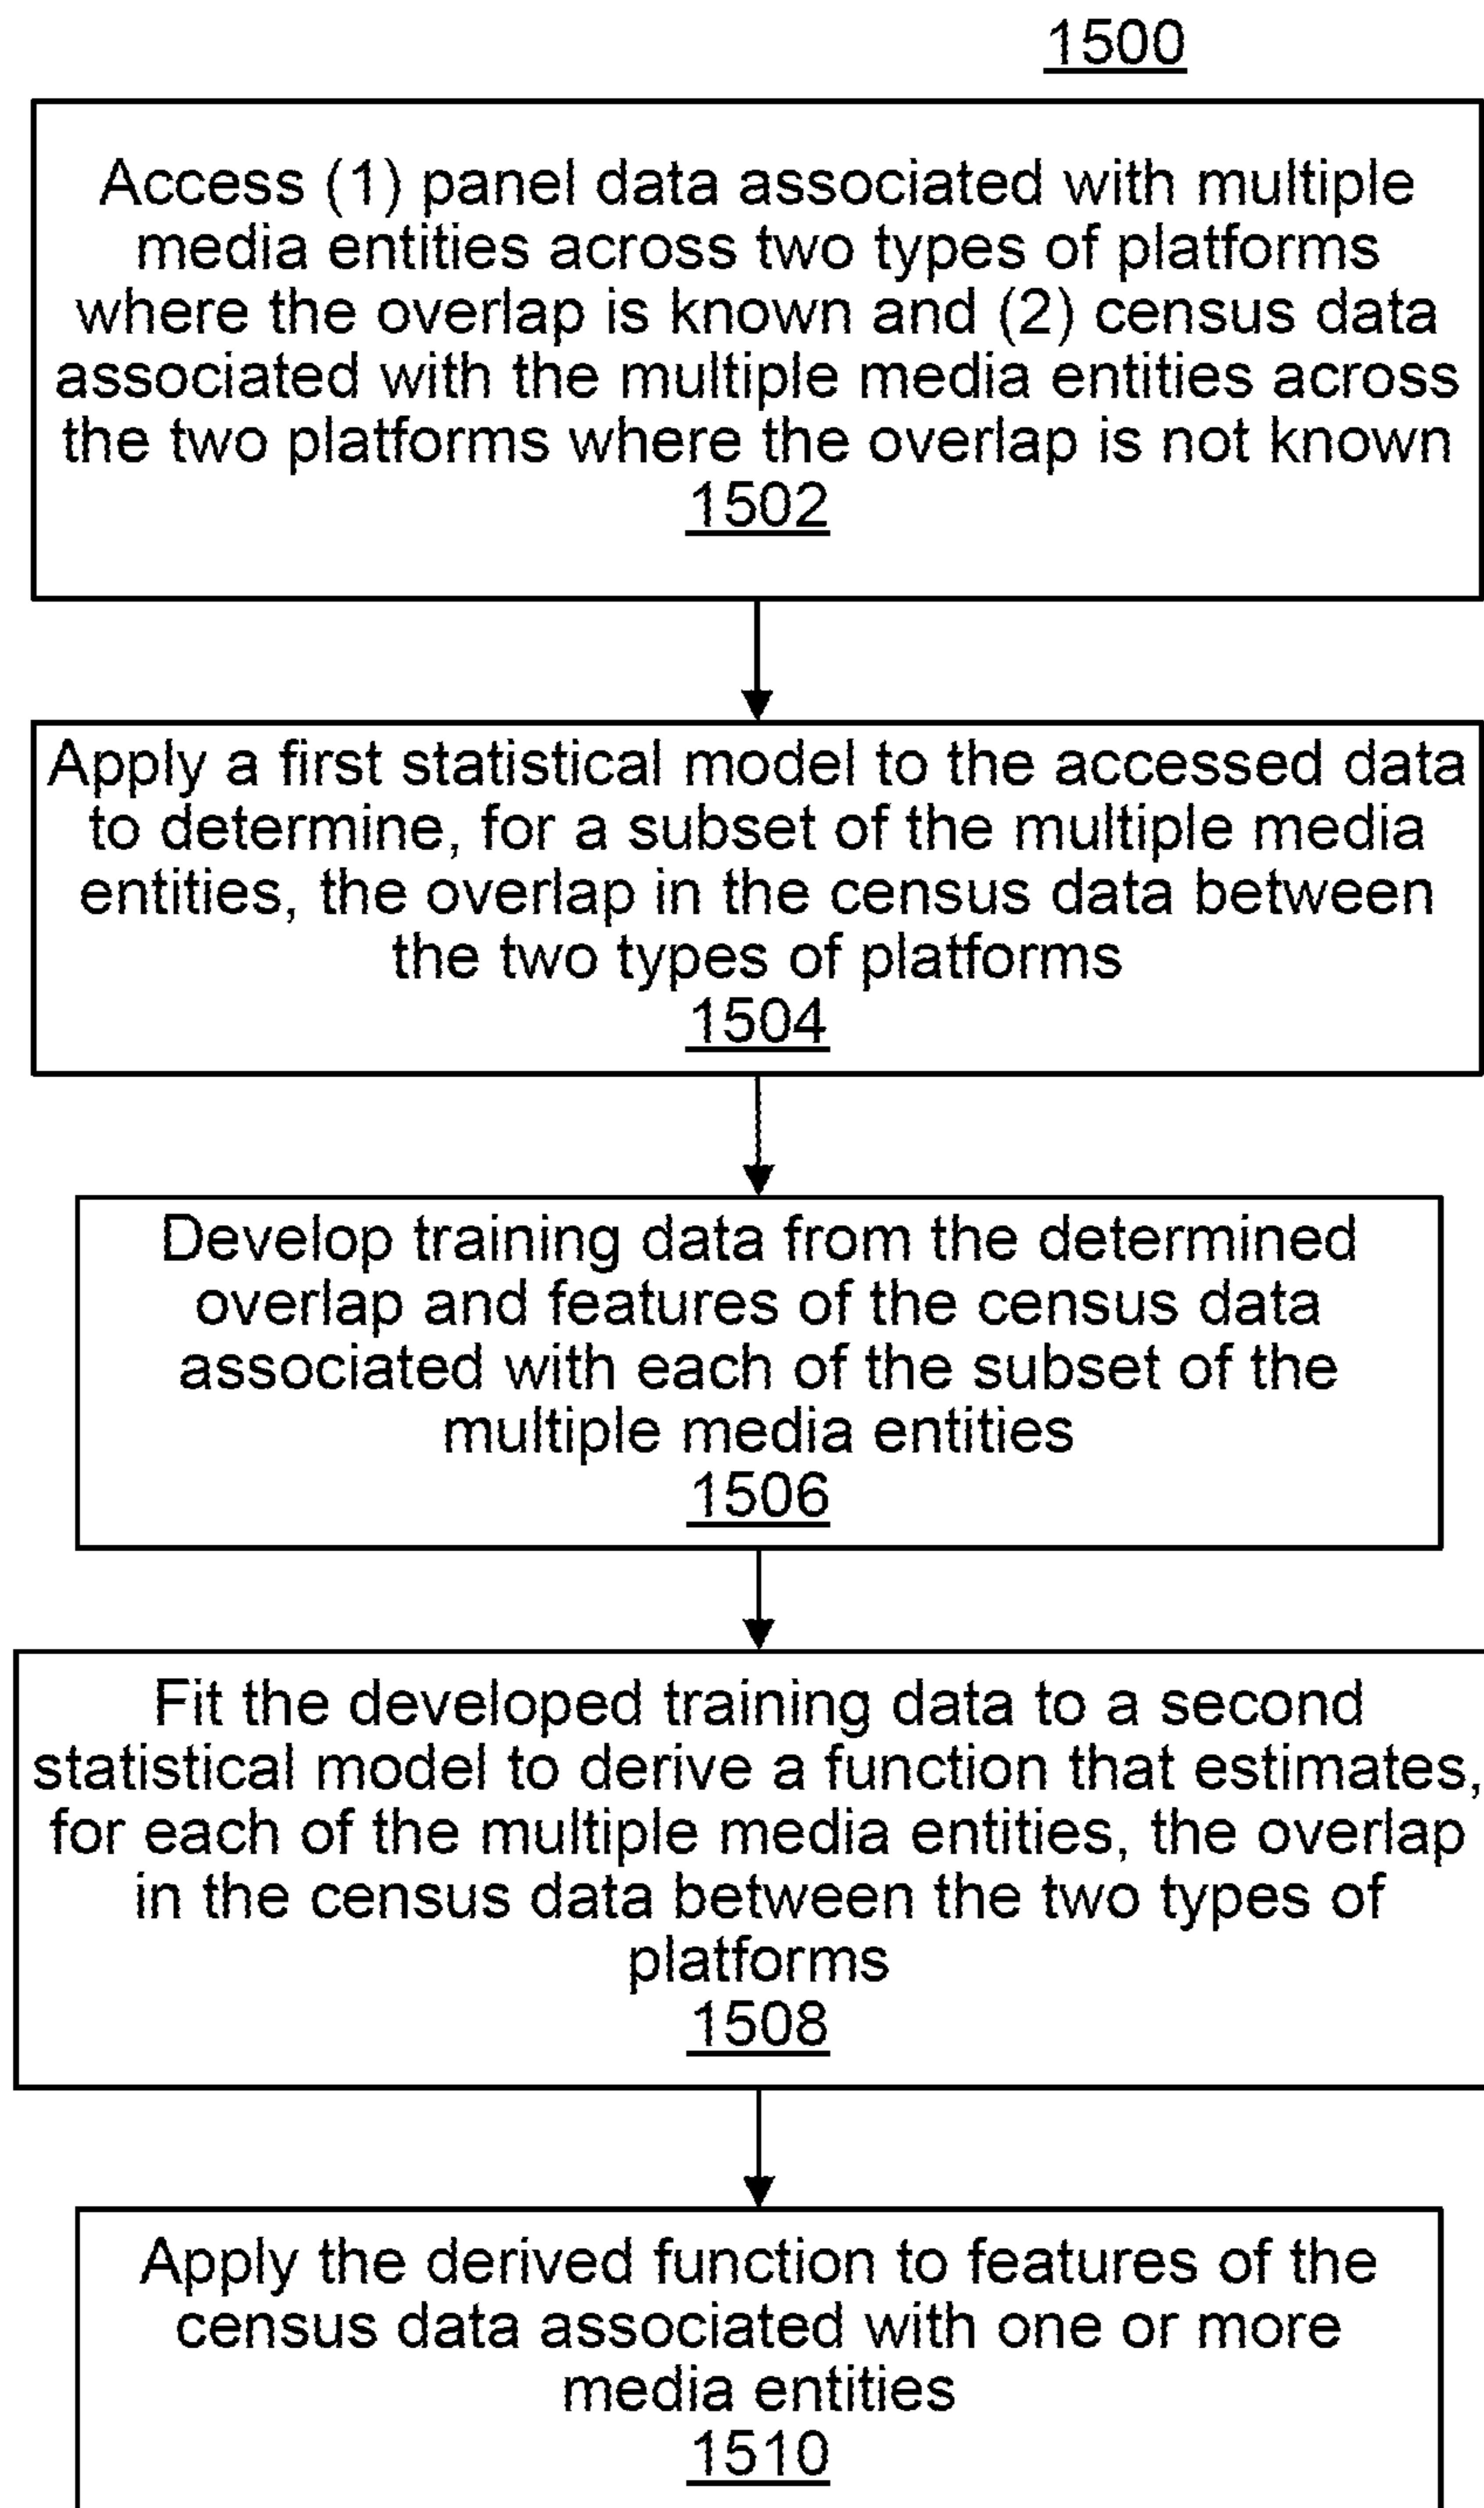 1500
Access (1) panel data associated with multiple
media entities across two types of platforms
where the overlap is known and (2) census data
associated with the multiple media entities across
the two platforms where the overlap is not known
1502
Apply a first statistical model to the accessed data
to determine, for a subset of the multiple media
entities, the overlap in the census data between
the two types of platforms
1504
Develop training data from the determined
overlap and features of the census data
associated with each of the subset of the
multiple media entities
1506
Fit the developed training data to a second
statistical model to derive a function that estimates,
for each of the multiple media entities, the overlap
in the census data between the two types of
platforms
1508
Apply the derived function to features of the
census data associated with one or more
media entities
1510